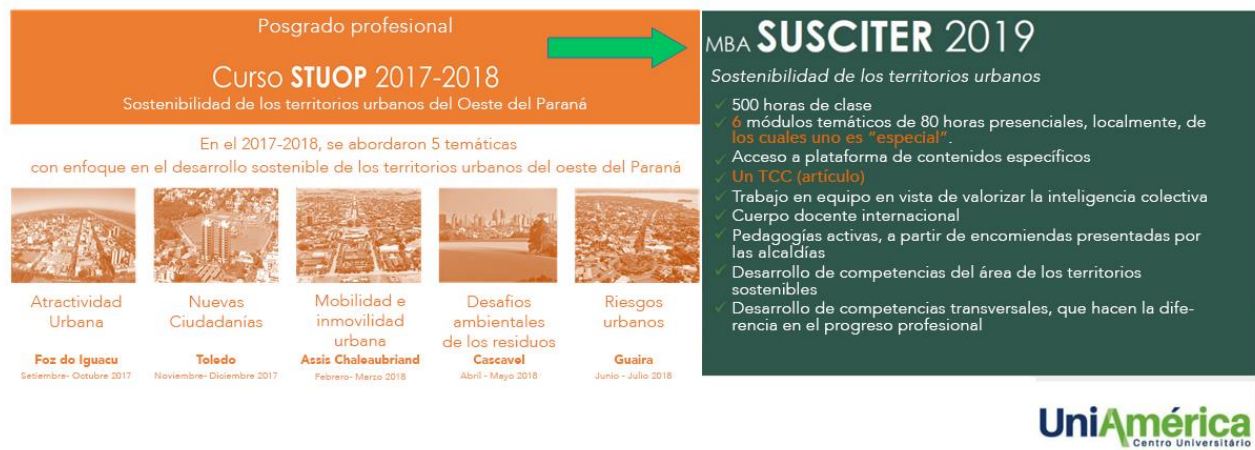 Posgrado profesional
Curso STUOP 2017-2018
Sostenibilidad de los territorios urbanos del Oeste del Paraná
En el 2017-2018, se abordaron 5 temáticas
con enfoque en el desarrollo sostenible de los territorios urbanos del oeste del Paraná
Atractividad
Urbana
Foz do Iguacu
Setiembre- Octubre 2017
Nuevas
Ciudadanías
Toledo
Noviembre- Diciembre 2017
Mobilidad e
inmovilidad
urbana
Assis Chaleaubriand
Febrero- Marzo 2018
Desafios
ambientales
de los residuos
Cascavel
Abril - Mayo 2018
Riesgos
urbanos
Guaira
Junio - Julio 2018
MBA SUSCITER 2019
Sostenibilidad de los territorios urbanos
500 horas de clase
6 módulos temáticos de 80 horas presenciales, localmente, de
los cuales uno es "especial".
Acceso a plataforma de contenidos específicos
Un TCC (artículo)
Trabajo en equipo en vista de valorizar la inteligencia colectiva
Cuerpo docente internacional
Pedagogías activas, a partir de encomiendas presentadas por
las alcaldías
Desarrollo de competencias del área de los territorios
sostenibles
Desarrollo de competencias transversales, que hacen la dife-
rencia en el progreso profesional
UniAmérica
Centro Universitário